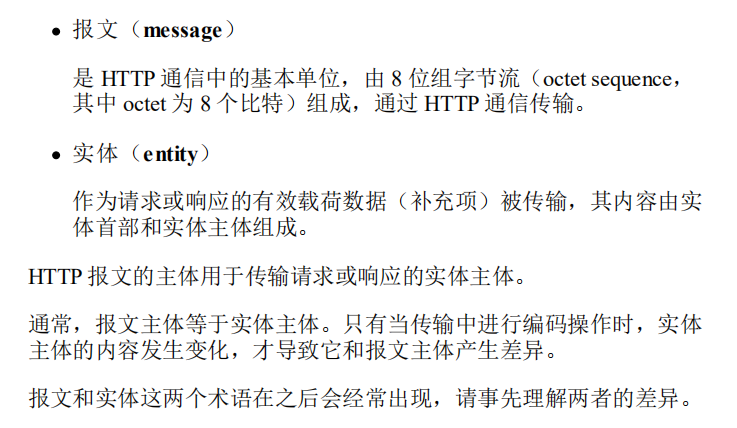 • 报文（message）
是 HTTP 通信中的基本单位，由 8 位组字节流（octet sequence，
其中 octet 为 8 个比特）组成，通过 HTTP 通信传输。
• 实体（entity）
作为请求或响应的有效载荷数据（补充项）被传输，其内容由实
体首部和实体主体组成。
HTTP 报文的主体用于传输请求或响应的实体主体。
通常，报文主体等于实体主体。只有当传输中进行编码操作时，实体
主体的内容发生变化，才导致它和报文主体产生差异。
报文和实体这两个术语在之后会经常出现，请事先理解两者的差异。